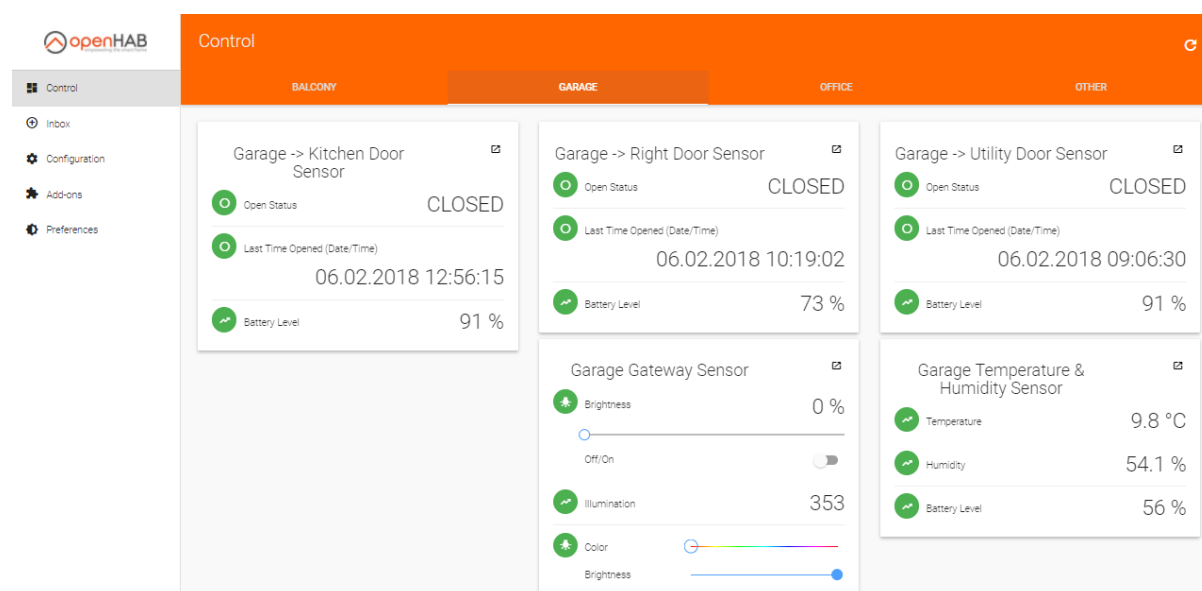 openHAB
empowering the smart home
Control
BALCONY
GARAGE
OFFICE
OTHER
Control
Inbox
Configuration
Add-ons
Preferences
Garage -> Kitchen Door
Sensor
Open Status
CLOSED
Last Time Opened (Date/Time)
06.02.2018 12:56:15
Battery Level
91 %
Garage -> Right Door Sensor
Open Status
CLOSED
Last Time Opened (Date/Time)
06.02.2018 10:19:02
Battery Level
73 %
Garage -> Utility Door Sensor
Open Status
CLOSED
Last Time Opened (Date/Time)
06.02.2018 09:06:30
Battery Level
91 %
Garage Gateway Sensor
Brightness
0 %
Off/On
Illumination
353
Color
Brightness
Garage Temperature &
Humidity Sensor
Temperature
9.8 °C
Humidity
54.1 %
Battery Level
56 %